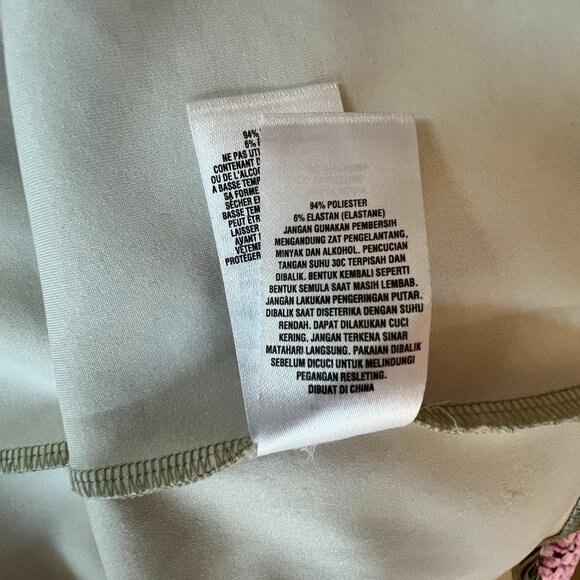 94%
6% E
NE PAS UTI
CONTENANT D
OU DE L'ALCO
A BASSE TEMP
SA FORME
SÉCHER EN
BASSE TEMP
PEUT ÊTRE
LAISSER
AVANT
VÊTEM
PROTÉGER
94% POLIESTER
6% ELASTAN (ELASTANE)
JANGAN GUNAKAN PEMBERSIH
MENGANDUNG ZAT PENGELANTANG,
MINYAK DAN ALKOHOL. PENCUCIAN
TANGAN SUHU 30C TERPISAH DAN
DIBALIK. BENTUK KEMBALI SEPERTI
BENTUK SEMULA SAAT MASIH LEMBAB.
JANGAN LAKUKAN PENGERINGAN PUTAR.
DIBALIK SAAT DISETERIKA DENGAN SUHU
RENDAH. DAPAT DILAKUKAN CUCI
KERING. JANGAN TERKENA SINAR
MATAHARI LANGSUNG. PAKAIAN DIBALIK
SEBELUM DICUCI UNTUK MELINDUNGI
PEGANGAN RESLETING.
DIBUAT DI CHINA